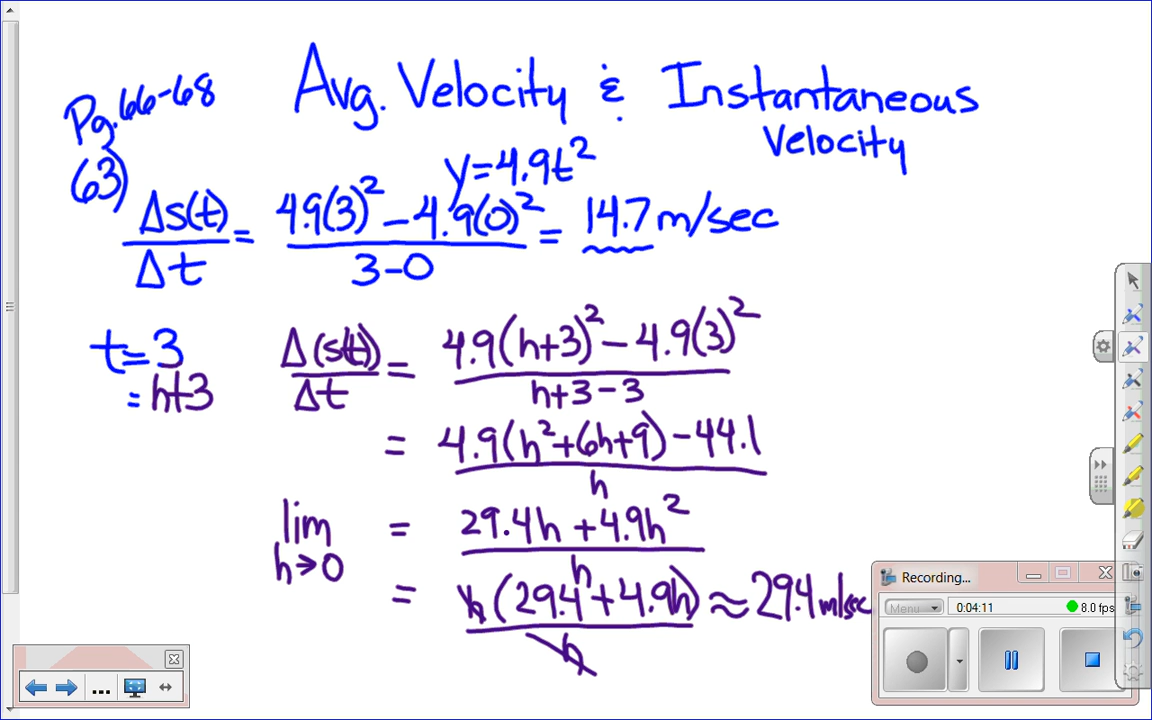 Pg. 66-68
Avg. Velocity & Instantaneous
Velocity
63)
y=4.9t²
Δs(t)/Δt = (4.9(3)² - 4.9(0)²)/(3-0) = 14.7 m/sec
t=3
= h+3
Δ(s(t))/Δt = (4.9(h+3)² - 4.9(3)²)/(h+3-3)
= (4.9(h²+6h+9) - 44.1)/h
lim h→0 = (29.4h + 4.9h²)/h
= h(29.4+4.9h)/h ≈ 29.4 m/sec
Recording...
Menu
0:04:11
8.0 fps
...